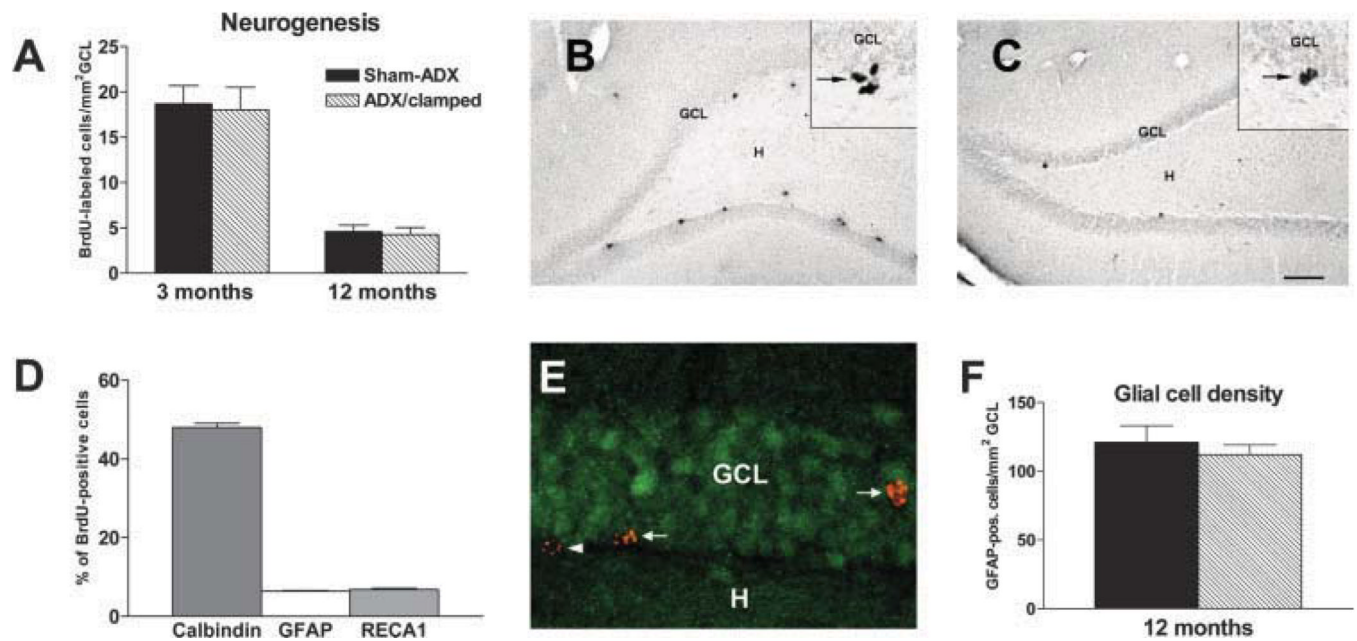 A
Neurogenesis
BrdU-labeled cells/mm² GCL
25
20
15
10
5
0
Sham-ADX
ADX/clamped
3 months
12 months
B
GCL
H
GCL
C
GCL
H
GCL
D
% of BrdU-positive cells
60
40
20
0
Calbindin
GFAP
RECA1
E
GCL
H
F
Glial cell density
GFAP-pos. cells/mm² GCL
150
100
50
0
12 months